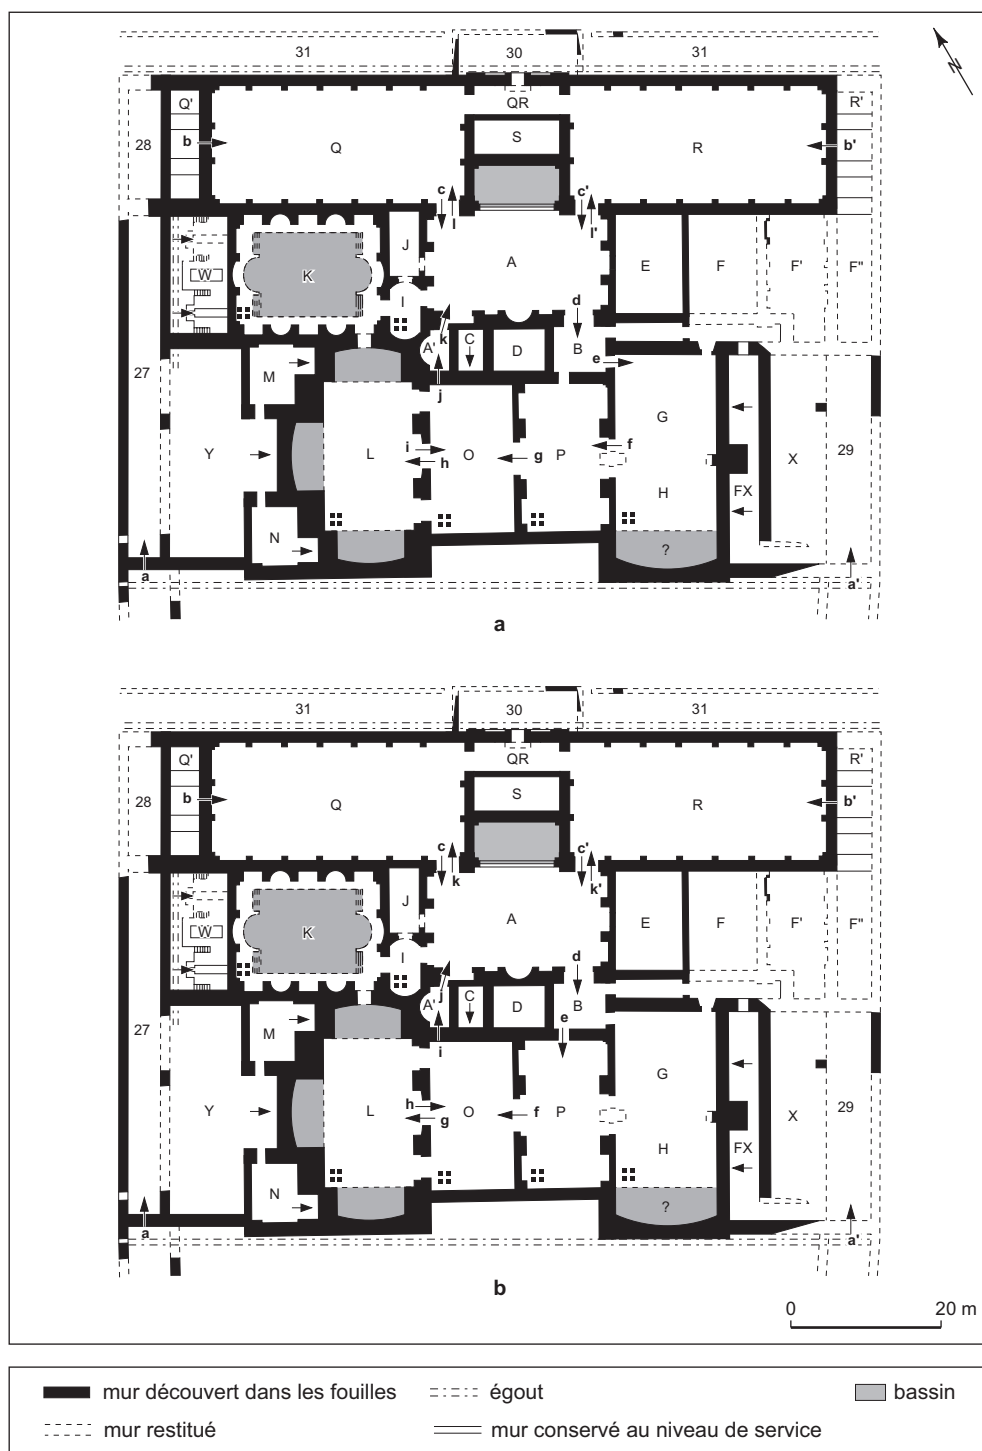 31 30 31
N
Q' QR R'
28 b Q S R b'
c l c' l'
W K J I A E F F' F"
d
k A' C D B
27 M j e
G
Y L i h O g P f
H X 29
N FX
a ? a'
a
31 30 31
Q' QR R'
28 b Q S R b'
c k c' k'
W K J I A E F F' F"
d
j A' C D B
27 M i e
G
Y L h g O f P
H X 29
N FX
a ? a'
b
0 20 m
mur découvert dans les fouilles égout bassin
mur restitué mur conservé au niveau de service